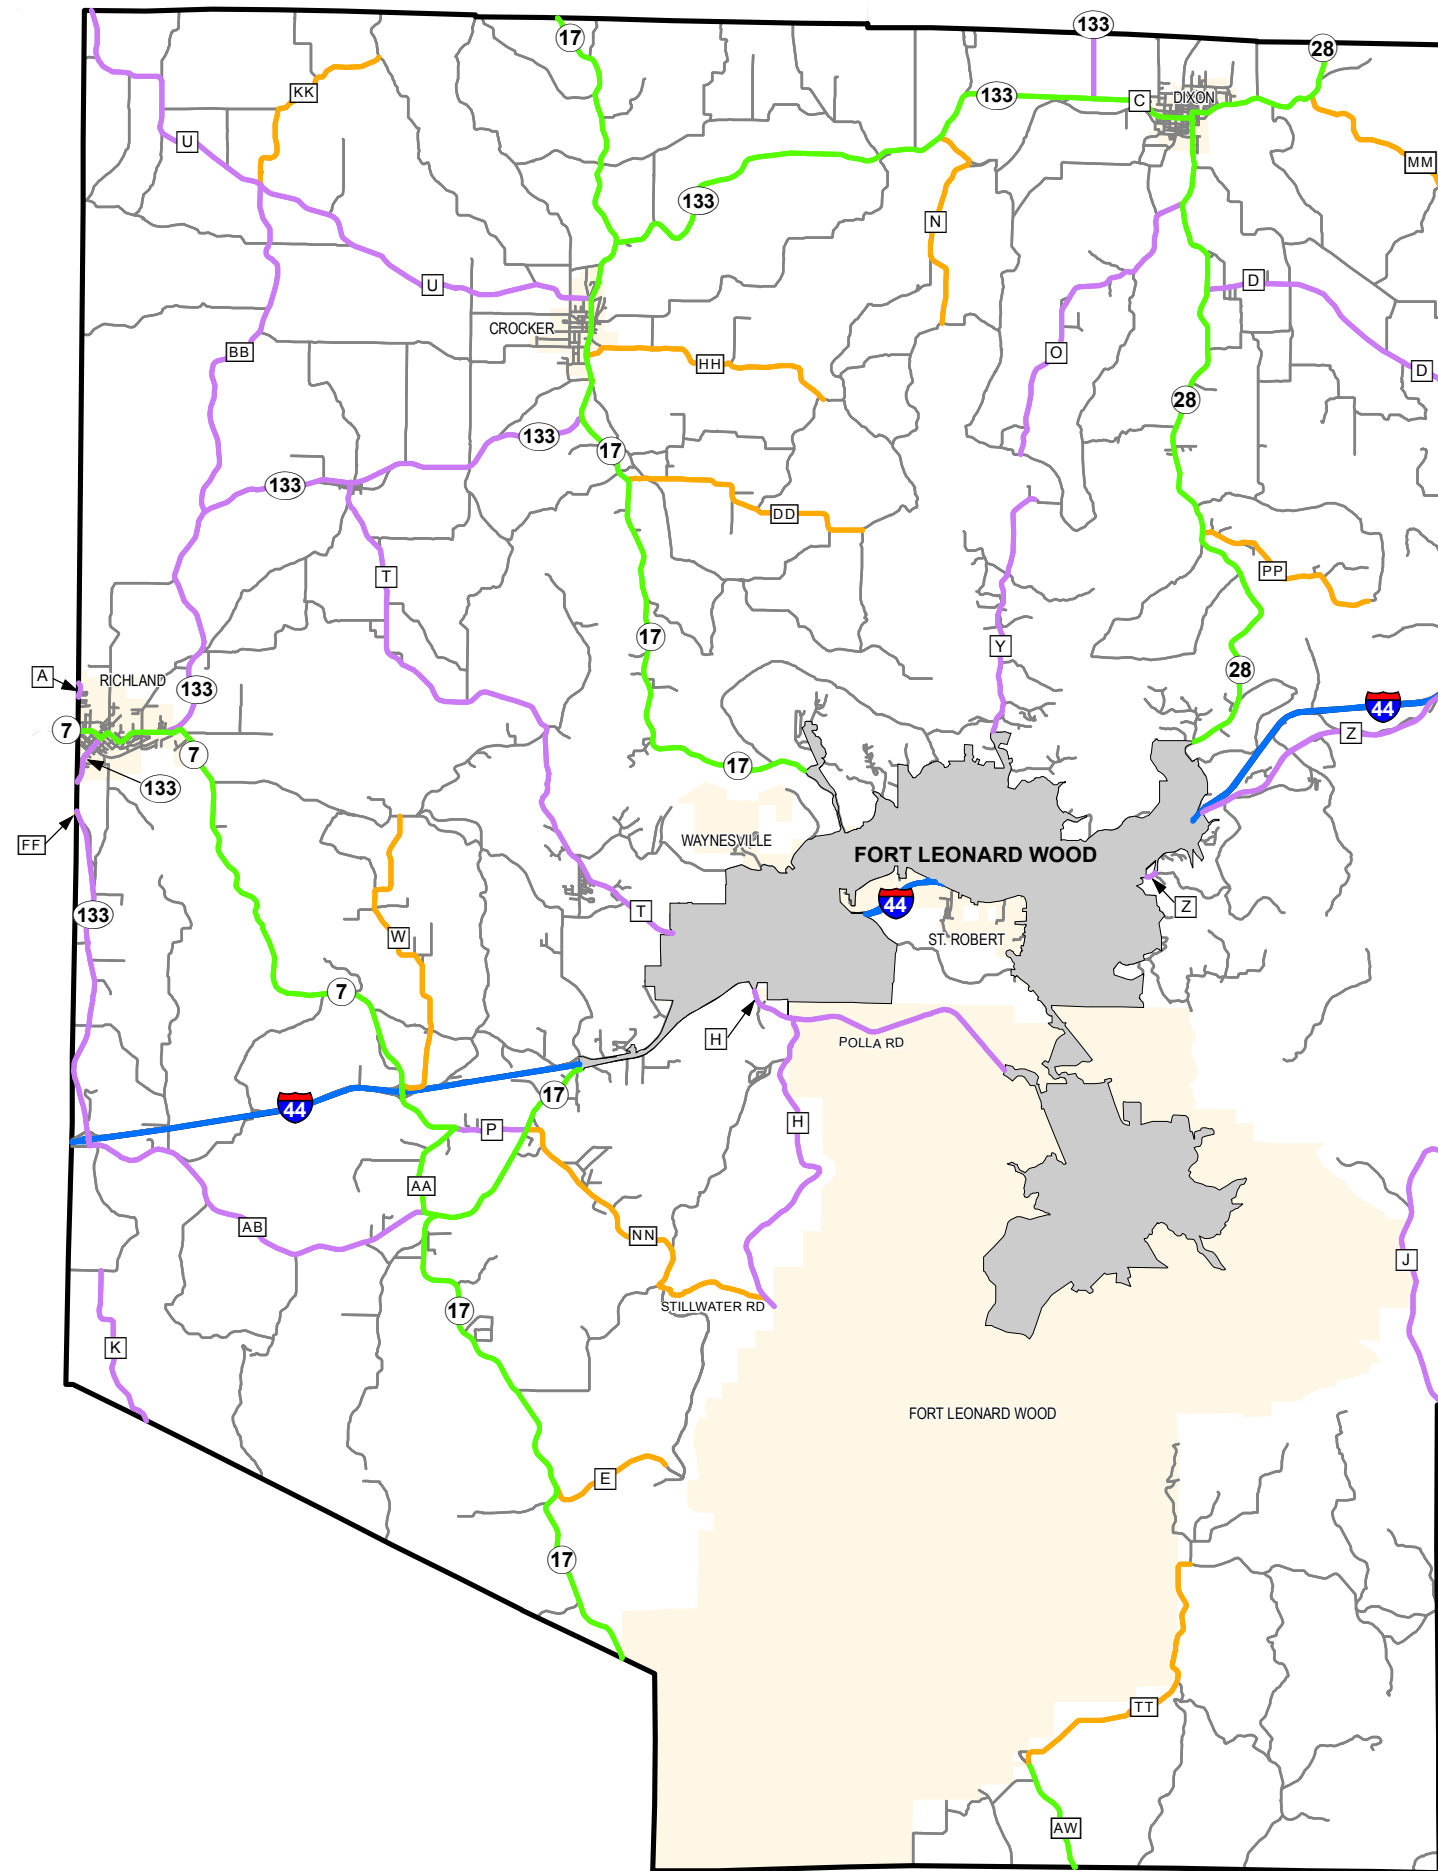 133
17
28
KK
133
C
DIXON
U
MM
133
N
D
U
CROCKER
BB
O
HH
D
28
133
17
133
DD
T
PP
17
Y
28
A
RICHLAND
133
44
7
Z
7
17
133
WAYNESVILLE
FF
FORT LEONARD WOOD
44
Z
133
T
W
ST. ROBERT
7
H
POLLA RD
17
44
H
P
AA
AB
NN
J
STILLWATER RD
17
K
FORT LEONARD WOOD
E
17
TT
AW